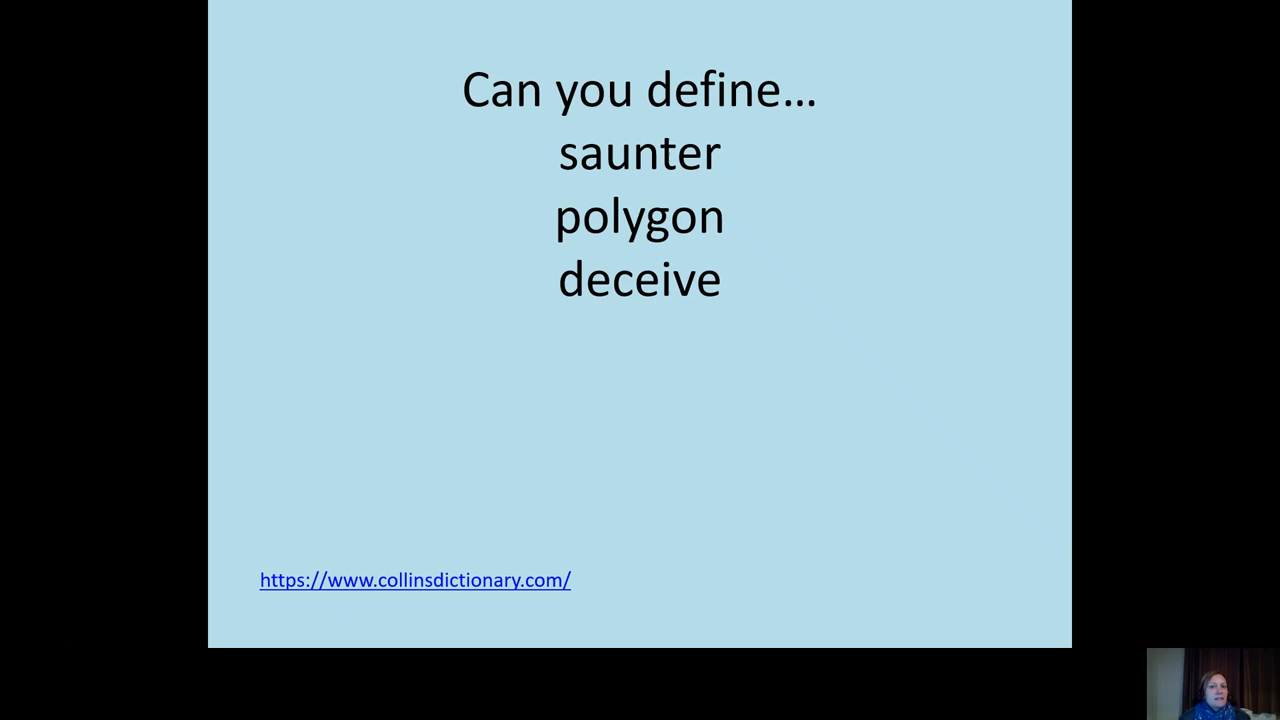 Can you define…
saunter
polygon
deceive
https://www.collinsdictionary.com/